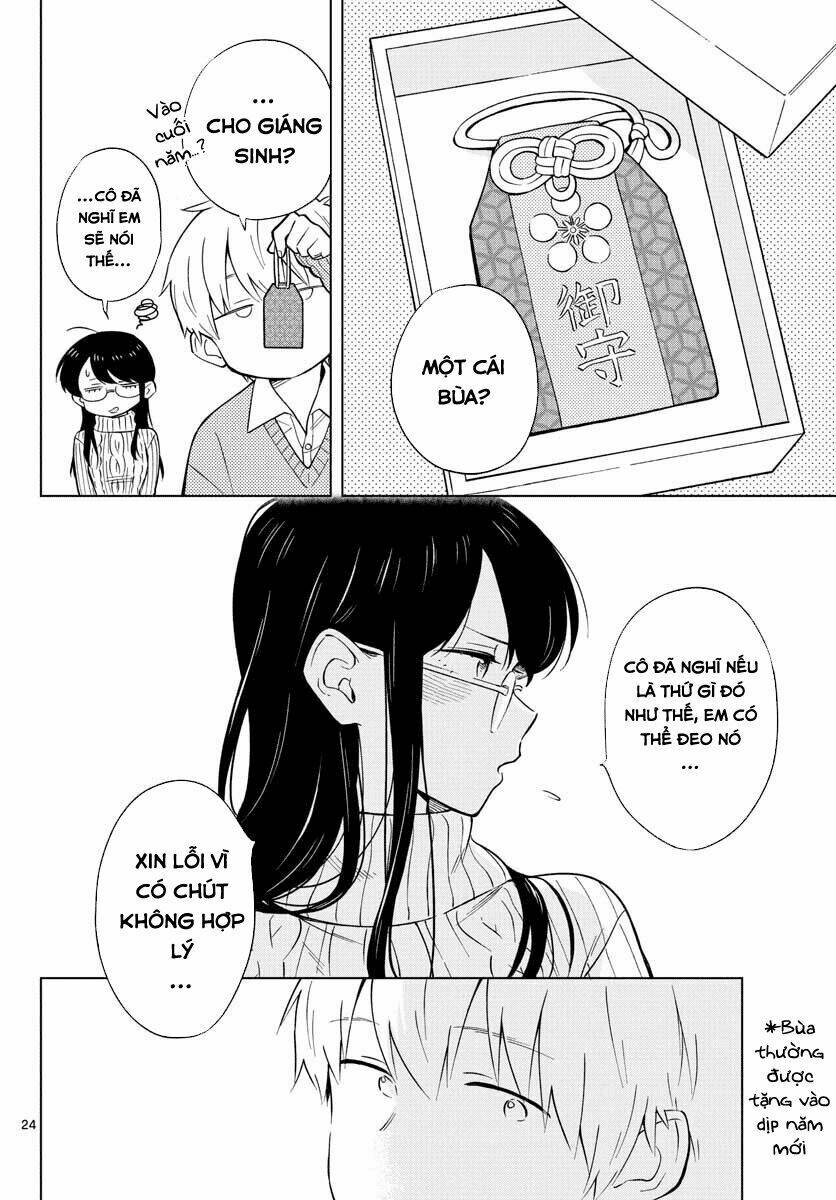 MỘT CÁI
BÙA?
御
守
...
CHO GIÁNG
SINH?
Vào
cuối
năm...?
...CÔ ĐÃ
NGHĨ EM
SẼ NÓI
THẾ...
CÔ ĐÃ NGHĨ NẾU
LÀ THỨ GÌ ĐÓ
NHƯ THẾ, EM CÓ
THỂ ĐEO NÓ
...
XIN LỖI VÌ
CÓ CHÚT
KHÔNG HỢP
LÝ
...
*Bùa
thường
được
tặng vào
dịp năm
mới
24